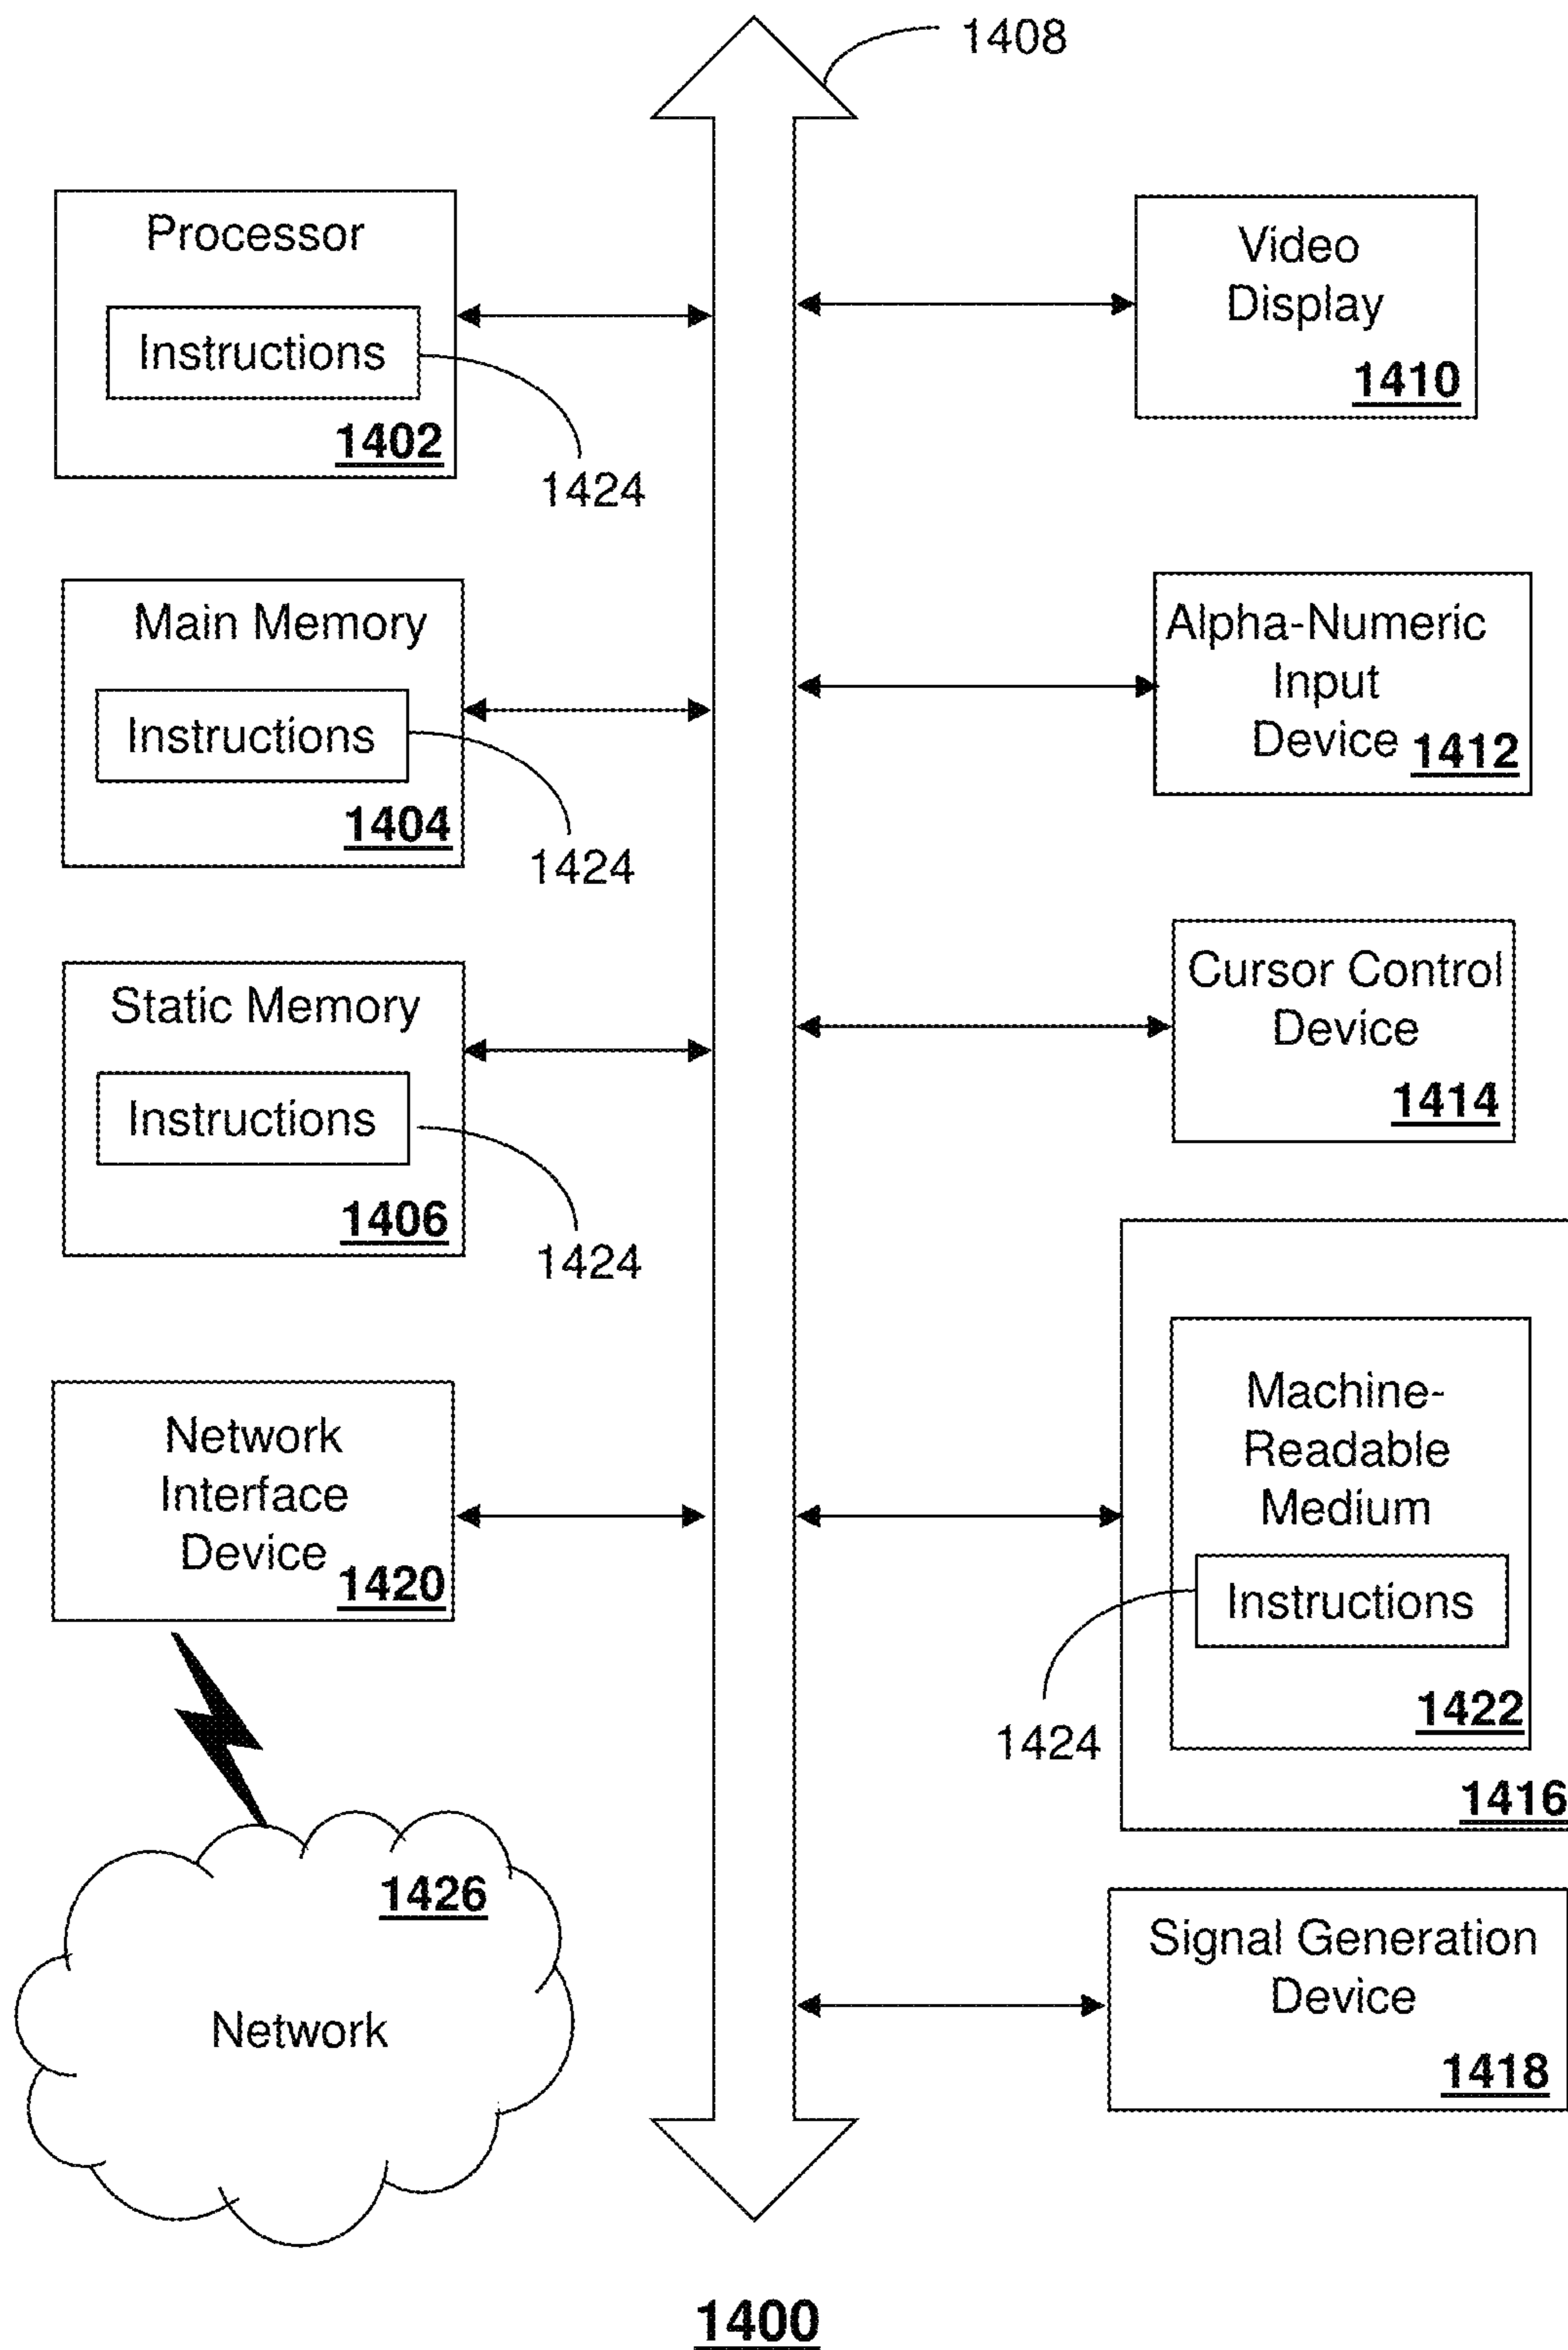 1408
Processor
Instructions
1402
1424
Main Memory
Instructions
1404
1424
Static Memory
Instructions
1406
1424
Network
Interface
Device
1420
1426
Network
Video
Display
1410
Alpha-Numeric
Input
Device 1412
Cursor Control
Device
1414
Machine-
Readable
Medium
Instructions
1424
1422
1416
Signal Generation
Device
1418
1400